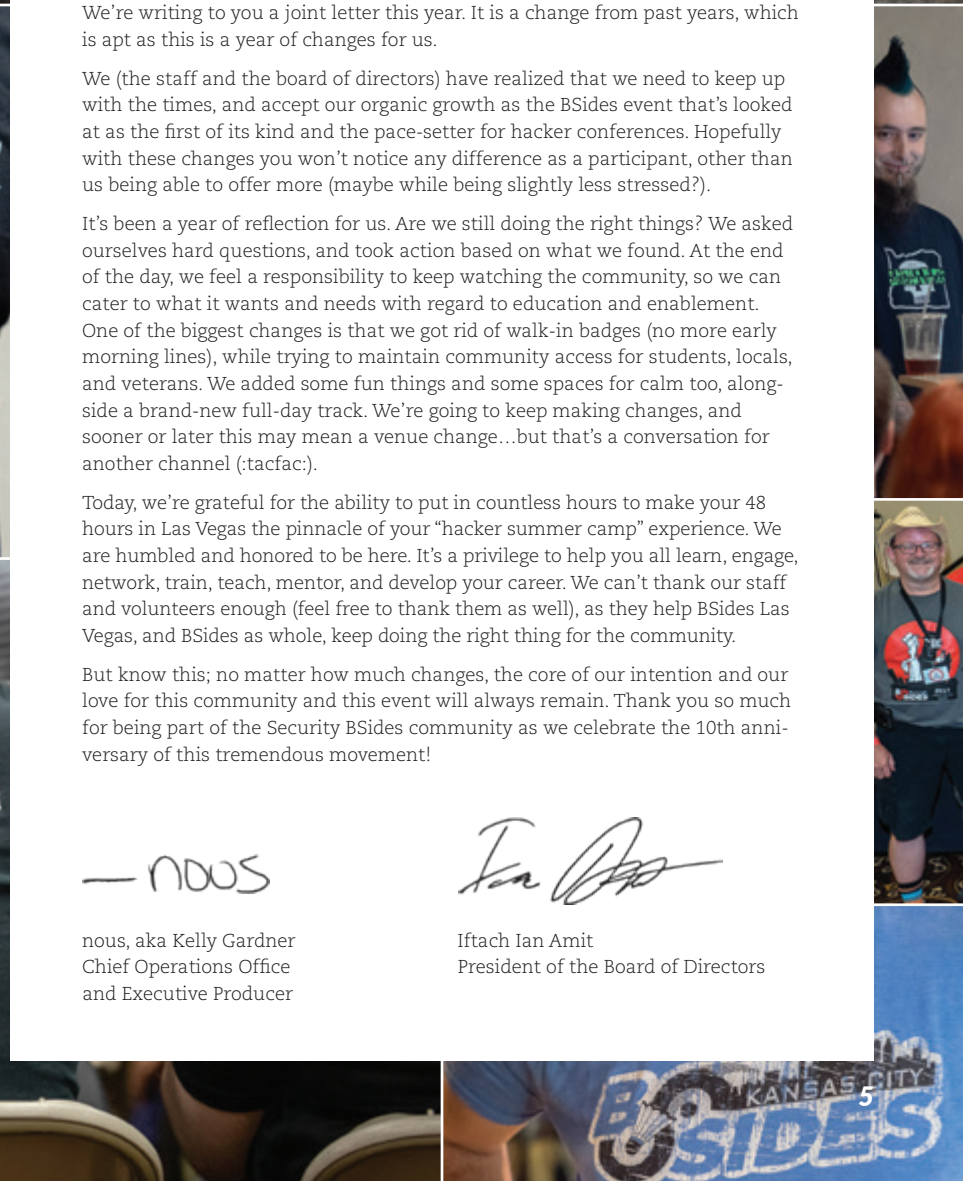 We’re writing to you a joint letter this year. It is a change from past years, which
is apt as this is a year of changes for us.
We (the staff and the board of directors) have realized that we need to keep up
with the times, and accept our organic growth as the BSides event that’s looked
at as the first of its kind and the pace-setter for hacker conferences. Hopefully
with these changes you won’t notice any difference as a participant, other than
us being able to offer more (maybe while being slightly less stressed?).
It’s been a year of reflection for us. Are we still doing the right things? We asked
ourselves hard questions, and took action based on what we found. At the end
of the day, we feel a responsibility to keep watching the community, so we can
cater to what it wants and needs with regard to education and enablement.
One of the biggest changes is that we got rid of walk-in badges (no more early
morning lines), while trying to maintain community access for students, locals,
and veterans. We added some fun things and some spaces for calm too, along-
side a brand-new full-day track. We’re going to keep making changes, and
sooner or later this may mean a venue change…but that’s a conversation for
another channel (:tacfac:).
Today, we’re grateful for the ability to put in countless hours to make your 48
hours in Las Vegas the pinnacle of your “hacker summer camp” experience. We
are humbled and honored to be here. It’s a privilege to help you all learn, engage,
network, train, teach, mentor, and develop your career. We can’t thank our staff
and volunteers enough (feel free to thank them as well), as they help BSides Las
Vegas, and BSides as whole, keep doing the right thing for the community.
But know this; no matter how much changes, the core of our intention and our
love for this community and this event will always remain. Thank you so much
for being part of the Security BSides community as we celebrate the 10th anni-
versary of this tremendous movement!
—nous
nous, aka Kelly Gardner
Chief Operations Office
and Executive Producer
Iftach Ian Amit
President of the Board of Directors
KANSAS CITY
BSIDES
5